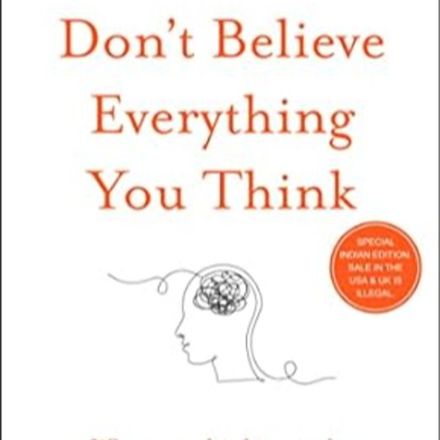 Don't Believe
Everything
You Think
SPECIAL
INDIAN EDITION
SALE IN THE
USA & UK IS
ILLEGAL